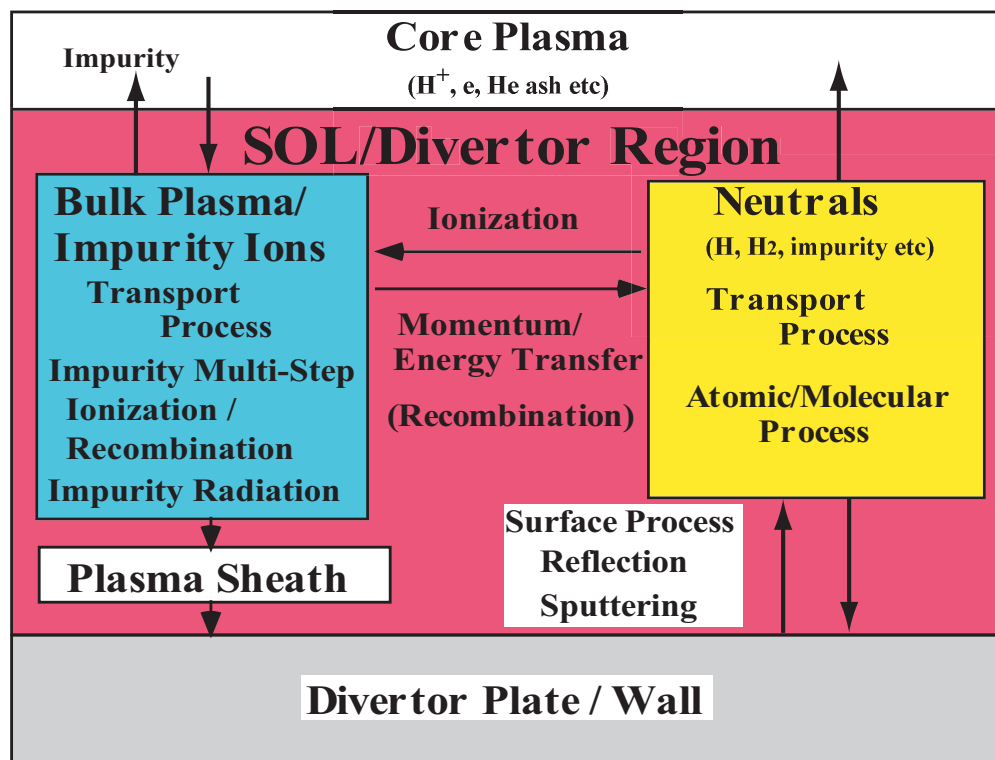 Core Plasma
(H+, e, He ash etc)
Impurity
SOL/Divertor Region
Bulk Plasma/
Impurity Ions
Transport
Process
Impurity Multi-Step
Ionization /
Recombination
Impurity Radiation
Ionization
Momentum/
Energy Transfer
(Recombination)
Neutrals
(H, H2, impurity etc)
Transport
Process
Atomic/Molecular
Process
Surface Process
Reflection
Sputtering
Plasma Sheath
Divertor Plate / Wall